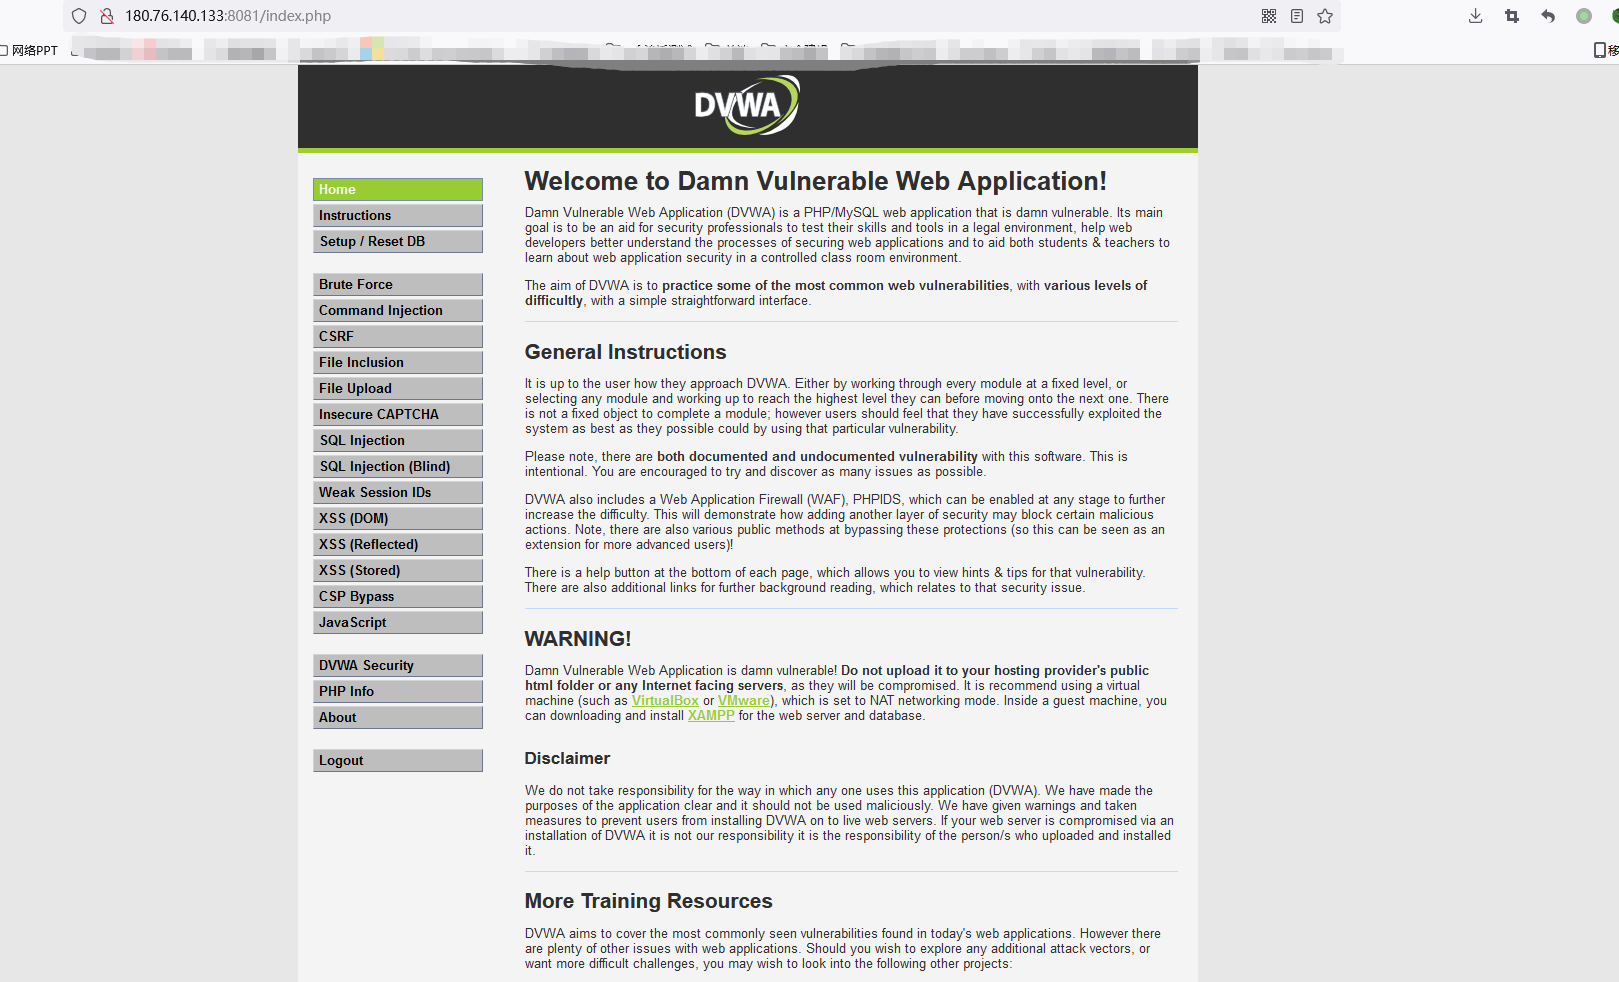 180.76.140.133:8081/index.php
网络PPT
移
DVWA
Home
Instructions
Setup / Reset DB
Brute Force
Command Injection
CSRF
File Inclusion
File Upload
Insecure CAPTCHA
SQL Injection
SQL Injection (Blind)
Weak Session IDs
XSS (DOM)
XSS (Reflected)
XSS (Stored)
CSP Bypass
JavaScript
DVWA Security
PHP Info
About
Logout
Welcome to Damn Vulnerable Web Application!
Damn Vulnerable Web Application (DVWA) is a PHP/MySQL web application that is damn vulnerable. Its main
goal is to be an aid for security professionals to test their skills and tools in a legal environment, help web
developers better understand the processes of securing web applications and to aid both students & teachers to
learn about web application security in a controlled class room environment.
The aim of DVWA is to practice some of the most common web vulnerabilities, with various levels of
difficultly, with a simple straightforward interface.
General Instructions
It is up to the user how they approach DVWA. Either by working through every module at a fixed level, or
selecting any module and working up to reach the highest level they can before moving onto the next one. There
is not a fixed object to complete a module; however users should feel that they have successfully exploited the
system as best as they possible could by using that particular vulnerability.
Please note, there are both documented and undocumented vulnerability with this software. This is
intentional. You are encouraged to try and discover as many issues as possible.
DVWA also includes a Web Application Firewall (WAF), PHPIDS, which can be enabled at any stage to further
increase the difficulty. This will demonstrate how adding another layer of security may block certain malicious
actions. Note, there are also various public methods at bypassing these protections (so this can be seen as an
extension for more advanced users)!
There is a help button at the bottom of each page, which allows you to view hints & tips for that vulnerability.
There are also additional links for further background reading, which relates to that security issue.
WARNING!
Damn Vulnerable Web Application is damn vulnerable! Do not upload it to your hosting provider's public
html folder or any Internet facing servers, as they will be compromised. It is recommend using a virtual
machine (such as VirtualBox or VMware), which is set to NAT networking mode. Inside a guest machine, you
can downloading and install XAMPP for the web server and database.
Disclaimer
We do not take responsibility for the way in which any one uses this application (DVWA). We have made the
purposes of the application clear and it should not be used maliciously. We have given warnings and taken
measures to prevent users from installing DVWA on to live web servers. If your web server is compromised via an
installation of DVWA it is not our responsibility it is the responsibility of the person/s who uploaded and installed
it.
More Training Resources
DVWA aims to cover the most commonly seen vulnerabilities found in today's web applications. However there
are plenty of other issues with web applications. Should you wish to explore any additional attack vectors, or
want more difficult challenges, you may wish to look into the following other projects: